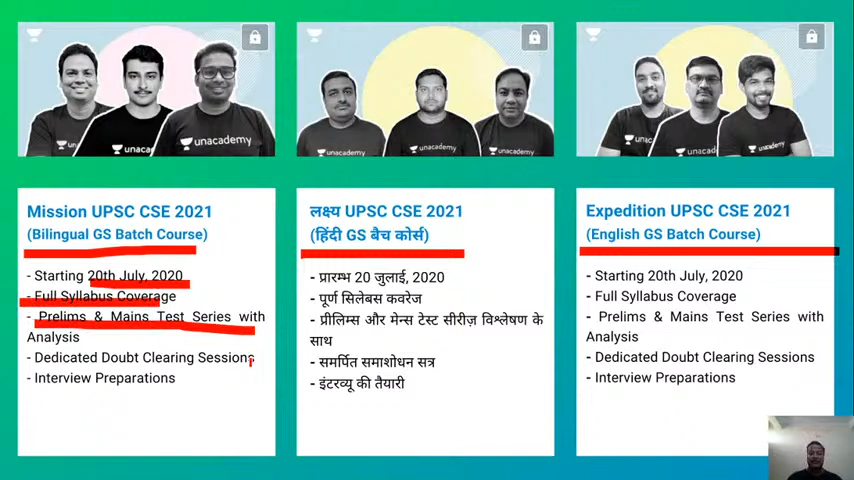 unacademy
unacademy
unacademy
unacademy
unacademy
unacademy
unacademy
unacad
unacademy
Mission UPSC CSE 2021
(Bilingual GS Batch Course)
- Starting 20th July, 2020
- Full Syllabus Coverage
- Prelims & Mains Test Series with
Analysis
- Dedicated Doubt Clearing Sessions
- Interview Preparations
लक्ष्य UPSC CSE 2021
(हिंदी GS बैच कोर्स)
- प्रारम्भ 20 जुलाई, 2020
- पूर्ण सिलेबस कवरेज
- प्रीलिम्स और मेन्स टेस्ट सीरीज़ विश्लेषण के
साथ
- समर्पित समाशोधन सत्र
- इंटरव्यू की तैयारी
Expedition UPSC CSE 2021
(English GS Batch Course)
- Starting 20th July, 2020
- Full Syllabus Coverage
- Prelims & Mains Test Series with
Analysis
- Dedicated Doubt Clearing Sessions
- Interview Preparations